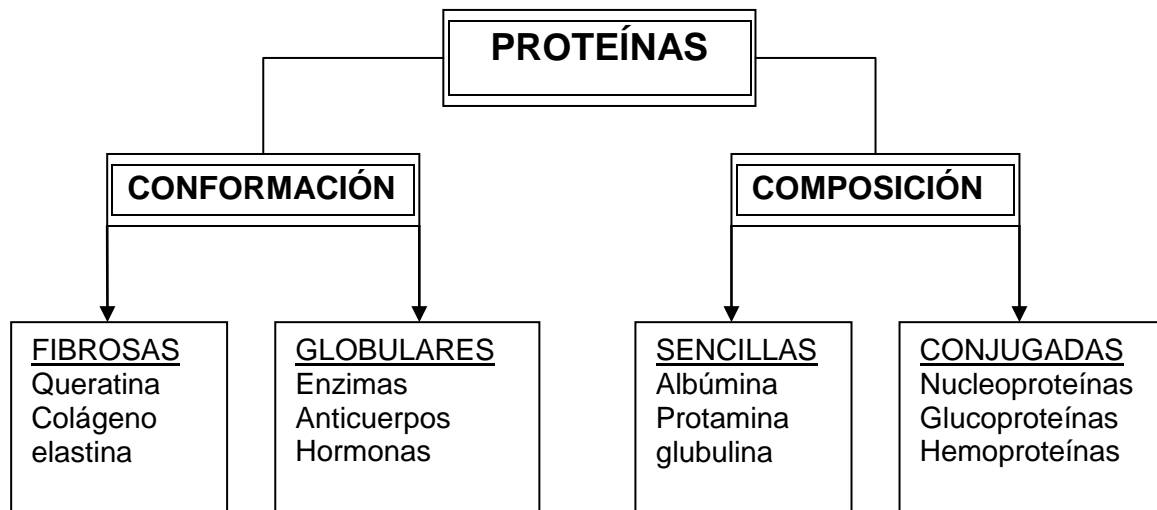 PROTEÍNAS
CONFORMACIÓN
COMPOSICIÓN
FIBROSAS
Queratina
Colágeno
elastina
GLOBULARES
Enzimas
Anticuerpos
Hormonas
SENCILLAS
Albúmina
Protamina
glubulina
CONJUGADAS
Nucleoproteínas
Glucoproteínas
Hemoproteínas